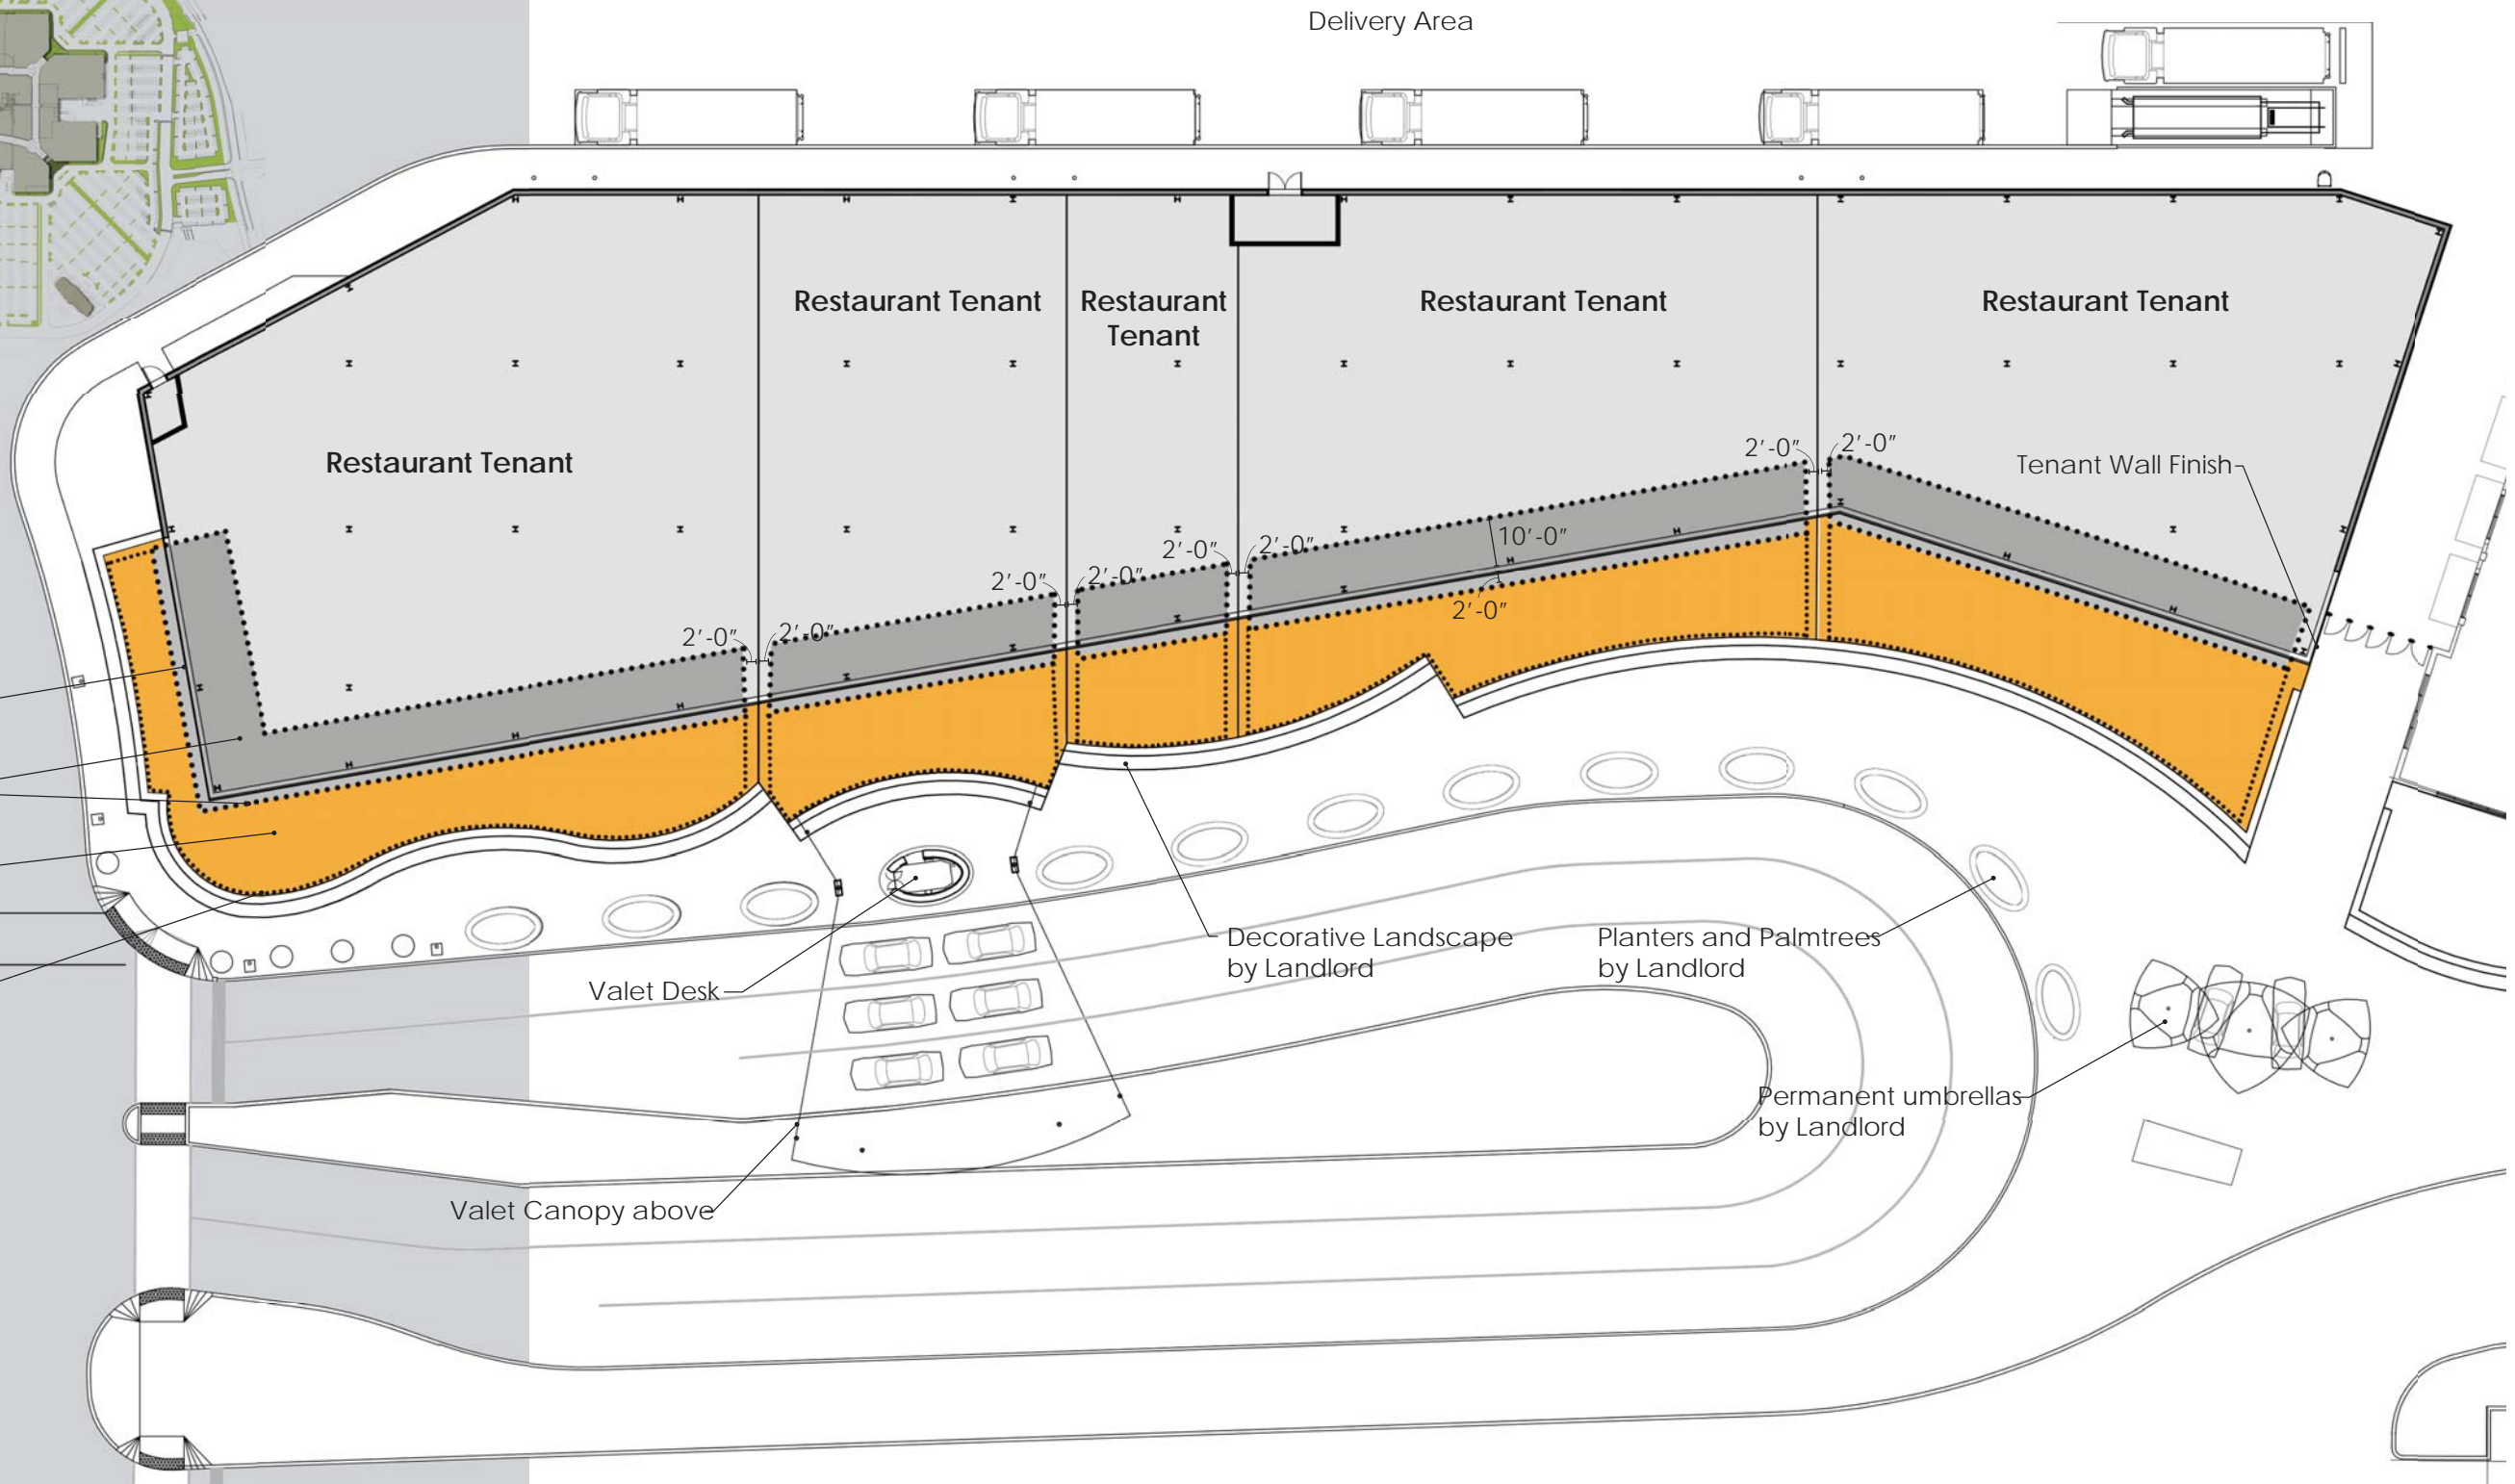 Delivery Area
Restaurant Tenant
Restaurant
Tenant
Restaurant Tenant
Restaurant Tenant
Restaurant Tenant
2'-0" 2'-0"
Tenant Wall Finish
10'-0"
2'-0" 2'-0"
2'-0" 2'-0"
2'-0"
2'-0" 2'-0"
Decorative Landscape
by Landlord
Planters and Palmtrees
by Landlord
Valet Desk
Permanent umbrellas
by Landlord
Valet Canopy above